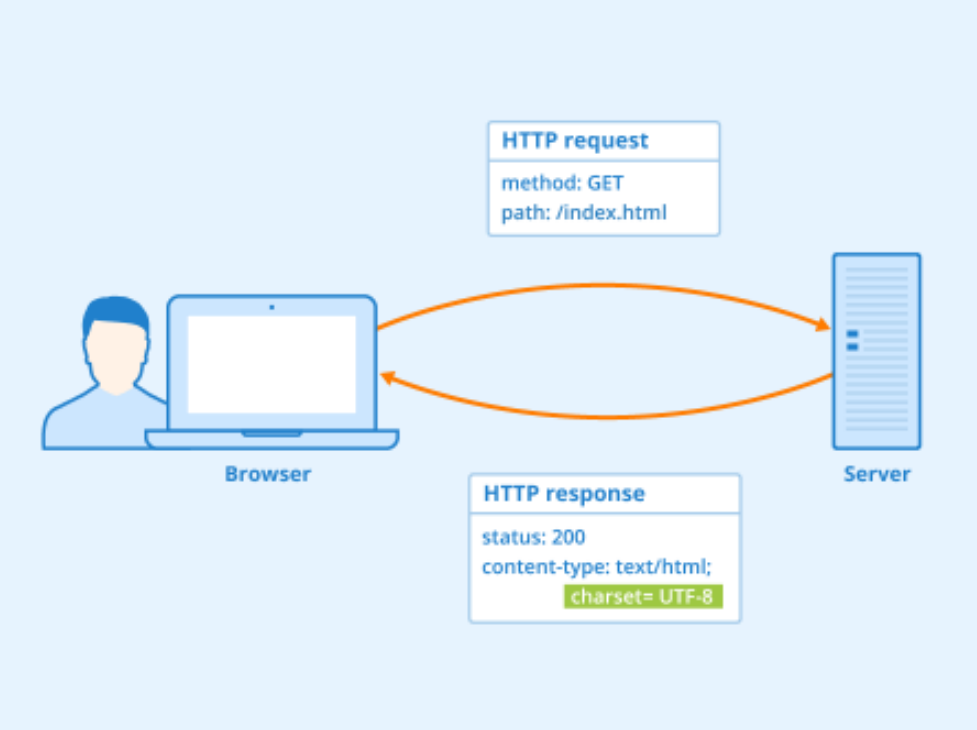 HTTP request
method: GET
path: /index.html
Browser
Server
HTTP response
status: 200
content-type: text/html;
charset= UTF-8